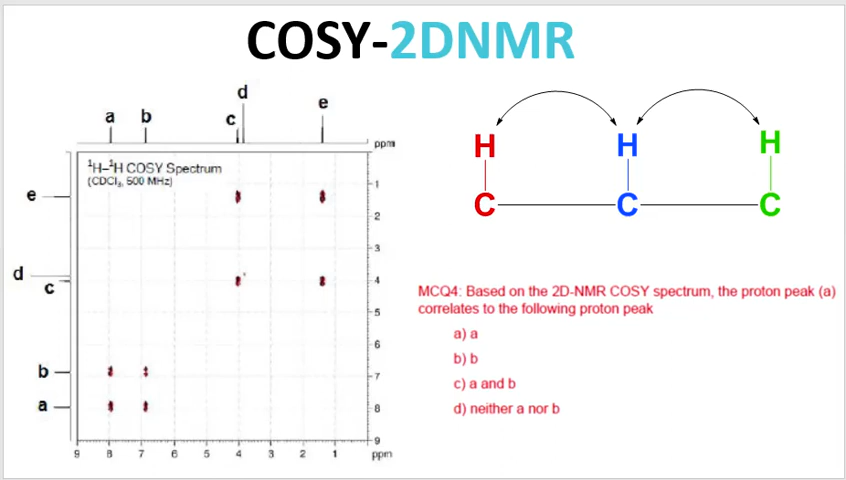 COSY-2DNMR
a b c d e
ppm
¹H–¹H COSY Spectrum
(CDCl₃, 500 MHz)
e
d
c
b
a
1
2
3
4
5
6
7
8
9
9 8 7 6 5 4 3 2 1 ppm
H H H
C C C
MCQ4: Based on the 2D-NMR COSY spectrum, the proton peak (a)
correlates to the following proton peak
a) a
b) b
c) a and b
d) neither a nor b